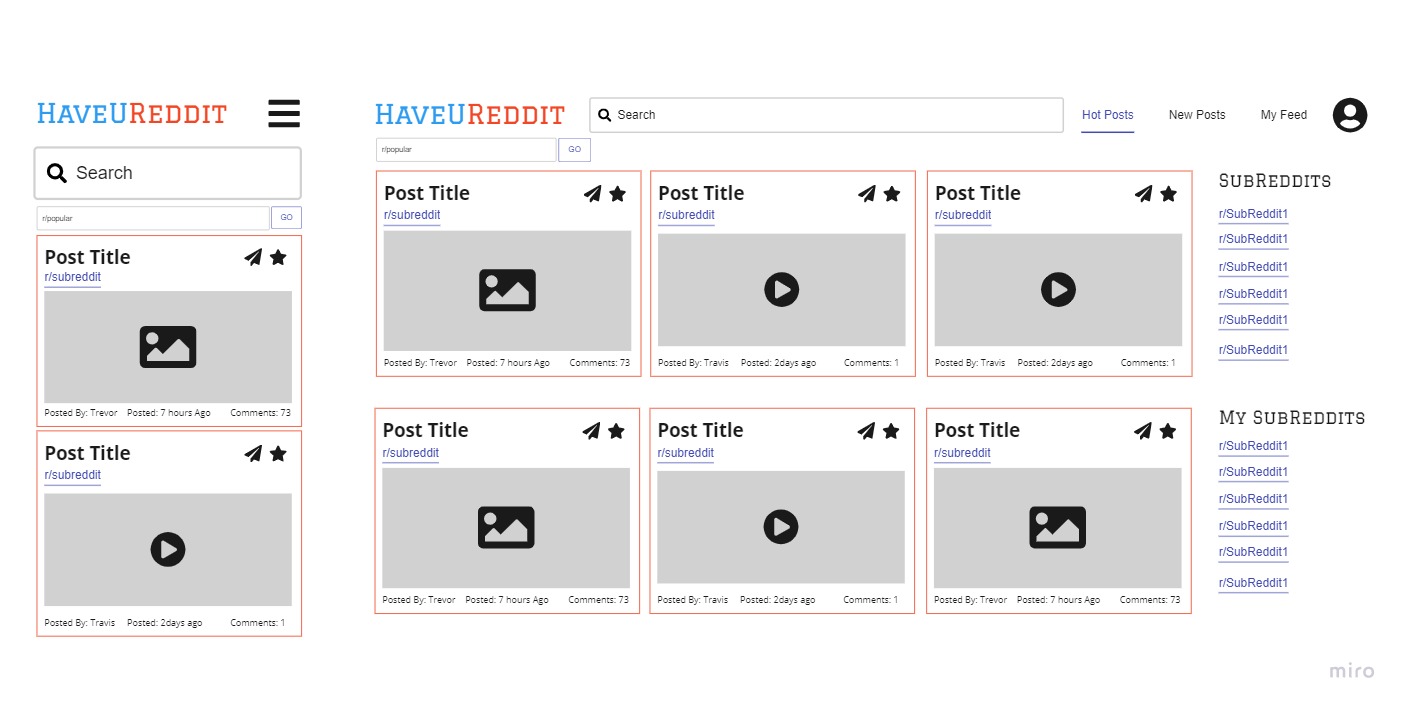 HaveUReddit
Search
r/popular GO
Post Title
r/subreddit
Posted By: Trevor Posted: 7 hours Ago Comments: 73
Post Title
r/subreddit
Posted By: Travis Posted: 2days ago Comments: 1
HaveUReddit Search Hot Posts New Posts My Feed
r/popular GO
Post Title Post Title Post Title
r/subreddit r/subreddit r/subreddit
Posted By: Trevor Posted: 7 hours Ago Comments: 73 Posted By: Travis Posted: 2days ago Comments: 1 Posted By: Travis Posted: 2days ago Comments: 1
Post Title Post Title Post Title
r/subreddit r/subreddit r/subreddit
Posted By: Trevor Posted: 7 hours Ago Comments: 73 Posted By: Travis Posted: 2days ago Comments: 1 Posted By: Trevor Posted: 7 hours Ago Comments: 73
SubReddits
r/SubReddit1
r/SubReddit1
r/SubReddit1
r/SubReddit1
r/SubReddit1
r/SubReddit1
My SubReddits
r/SubReddit1
r/SubReddit1
r/SubReddit1
r/SubReddit1
r/SubReddit1
r/SubReddit1
miro